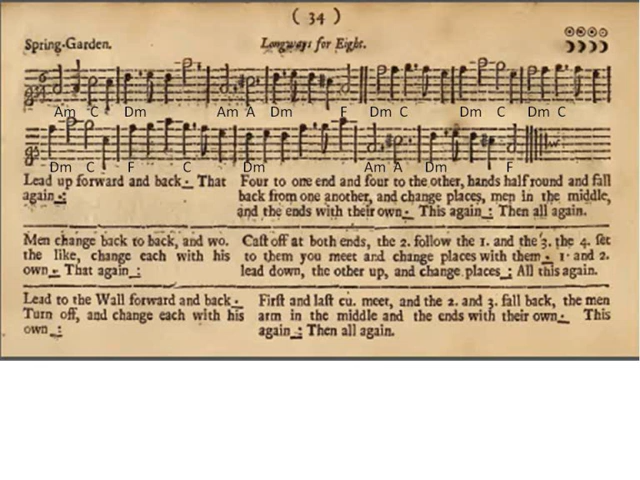 ( 34 )
Spring-Garden. Longways for Eight.
Am C Dm Am A Dm F Dm C Dm C Dm C
Dm C F C Dm Am A Dm F
Lead up forward and back⹀ That
again :
Four to one end and four to the other, hands half round and fall
back from one another, and change places, men in the middle,
and the ends with their own. This again : Then all again.
Men change back to back, and wo.
the like, change each with his
own . That again :
Cast off at both ends, the 2. follow the 1. and the 3. the 4. set
to them you meet and change places with them . 1. and 2.
lead down, the other up, and change places : All this again.
Lead to the Wall forward and back .
Turn off, and change each with his
own :
First and last cu. meet, and the 2. and 3. fall back, the men
arm in the middle and the ends with their own . This
again : Then all again.